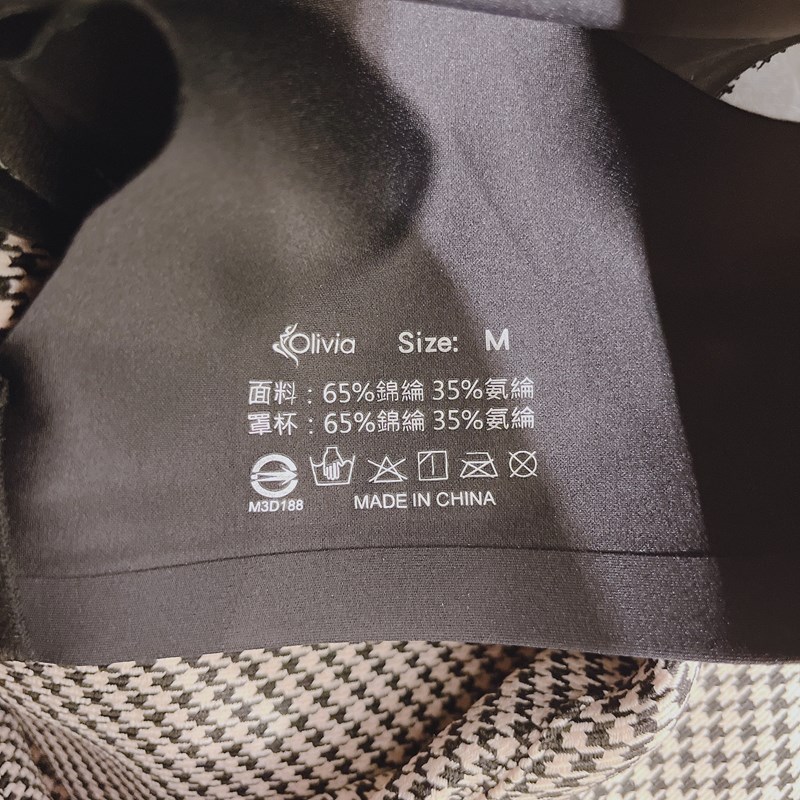 Olivia Size: M
面料：65%錦綸 35%氨綸
罩杯：65%錦綸 35%氨綸
M3D188 MADE IN CHINA